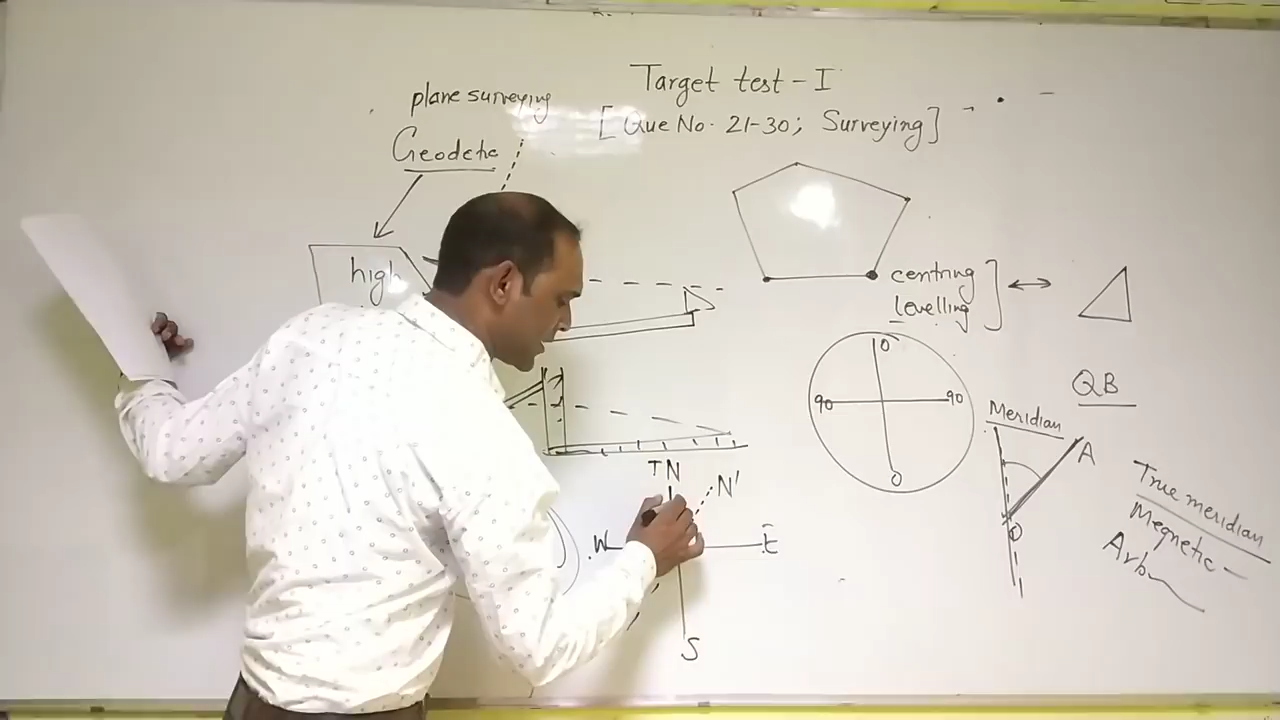 Target test - I
[Que No. 21-30; Surveying]
plane surveying
Geodetic
high
centring
levelling
0
90
90
0
QB
Meridian
A
O
True meridian
Megnetic —
Arb
TN
N'
W
E
S